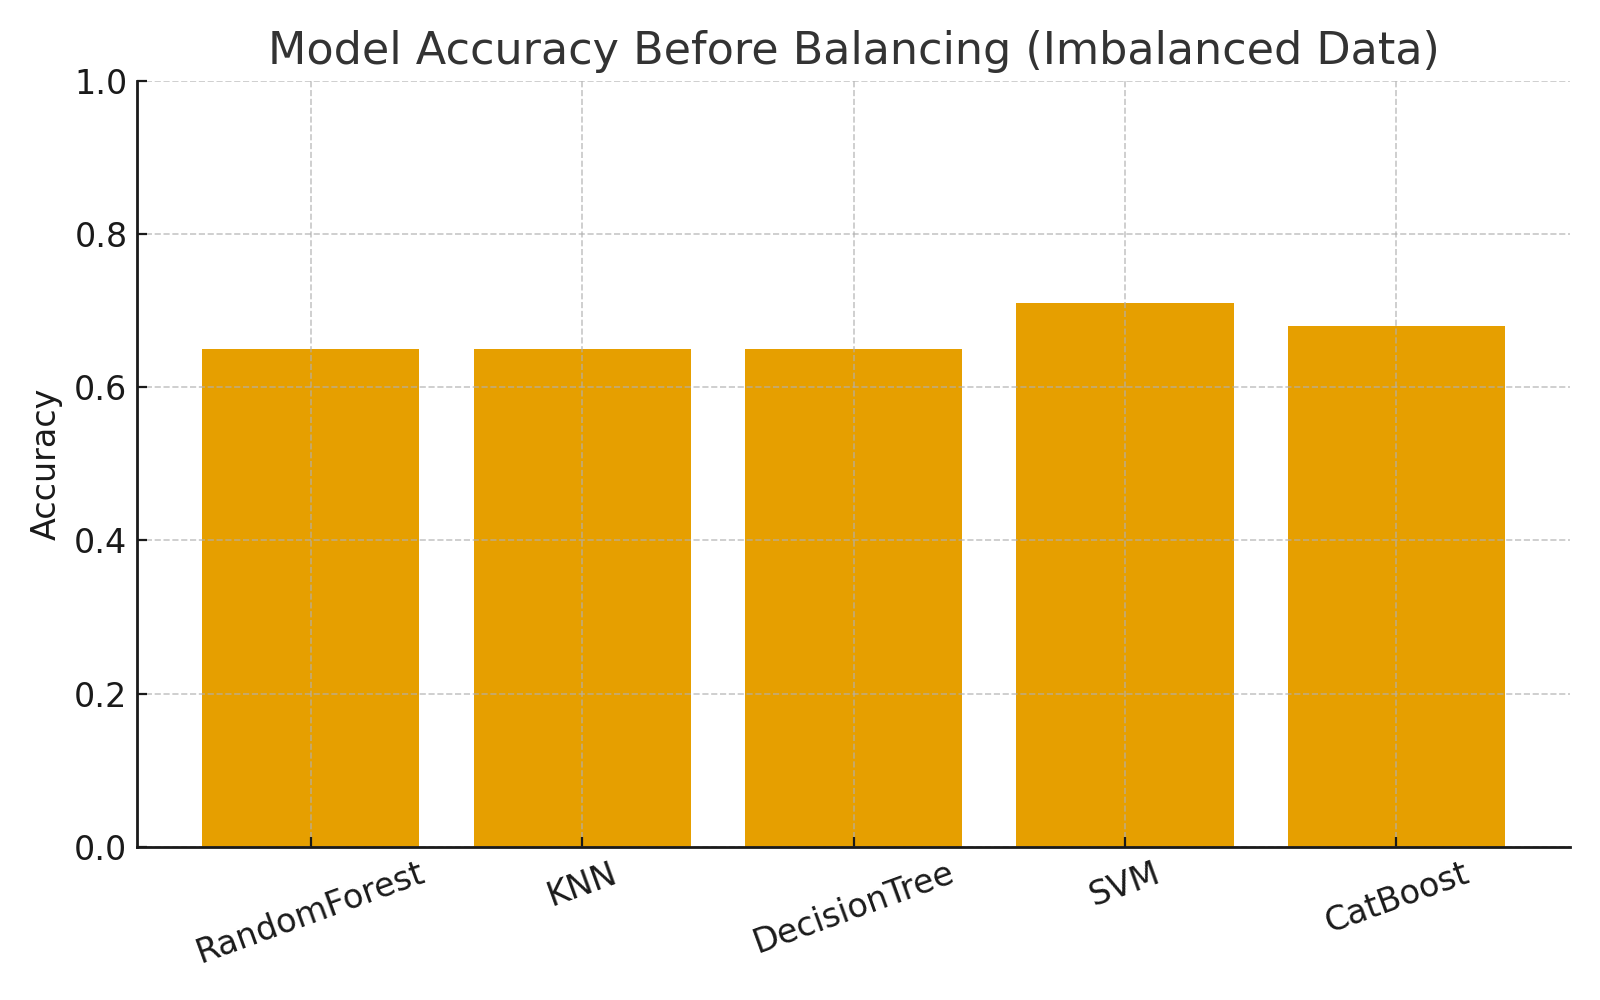 Model Accuracy Before Balancing (Imbalanced Data)
1.0
0.8
0.6
0.4
0.2
0.0
Accuracy
RandomForest
KNN
DecisionTree
SVM
CatBoost